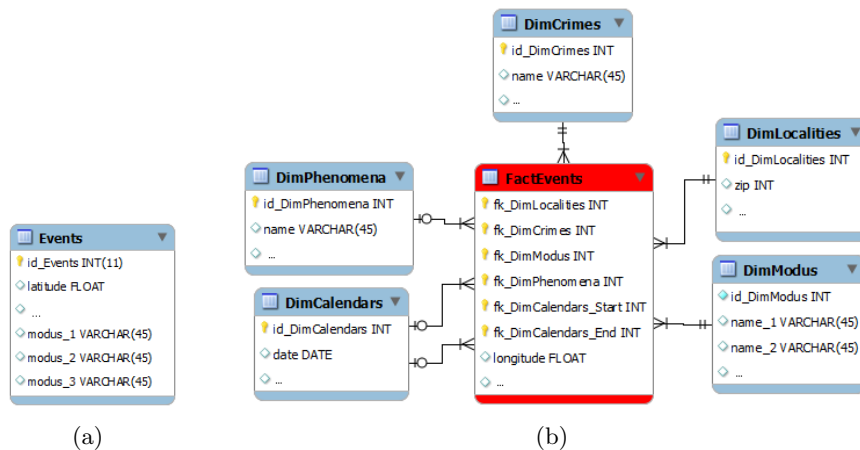 DimCrimes
id_DimCrimes INT
name VARCHAR(45)
...
DimLocalities
id_DimLocalities INT
zip INT
...
DimPhenomena
id_DimPhenomena INT
name VARCHAR(45)
...
FactEvents
fk_DimLocalities INT
fk_DimCrimes INT
fk_DimModus INT
fk_DimPhenomena INT
fk_DimCalendars_Start INT
fk_DimCalendars_End INT
longitude FLOAT
...
Events
id_Events INT(11)
latitude FLOAT
...
modus_1 VARCHAR(45)
modus_2 VARCHAR(45)
modus_3 VARCHAR(45)
DimCalendars
id_DimCalendars INT
date DATE
...
DimModus
id_DimModus INT
name_1 VARCHAR(45)
name_2 VARCHAR(45)
...
(a)
(b)